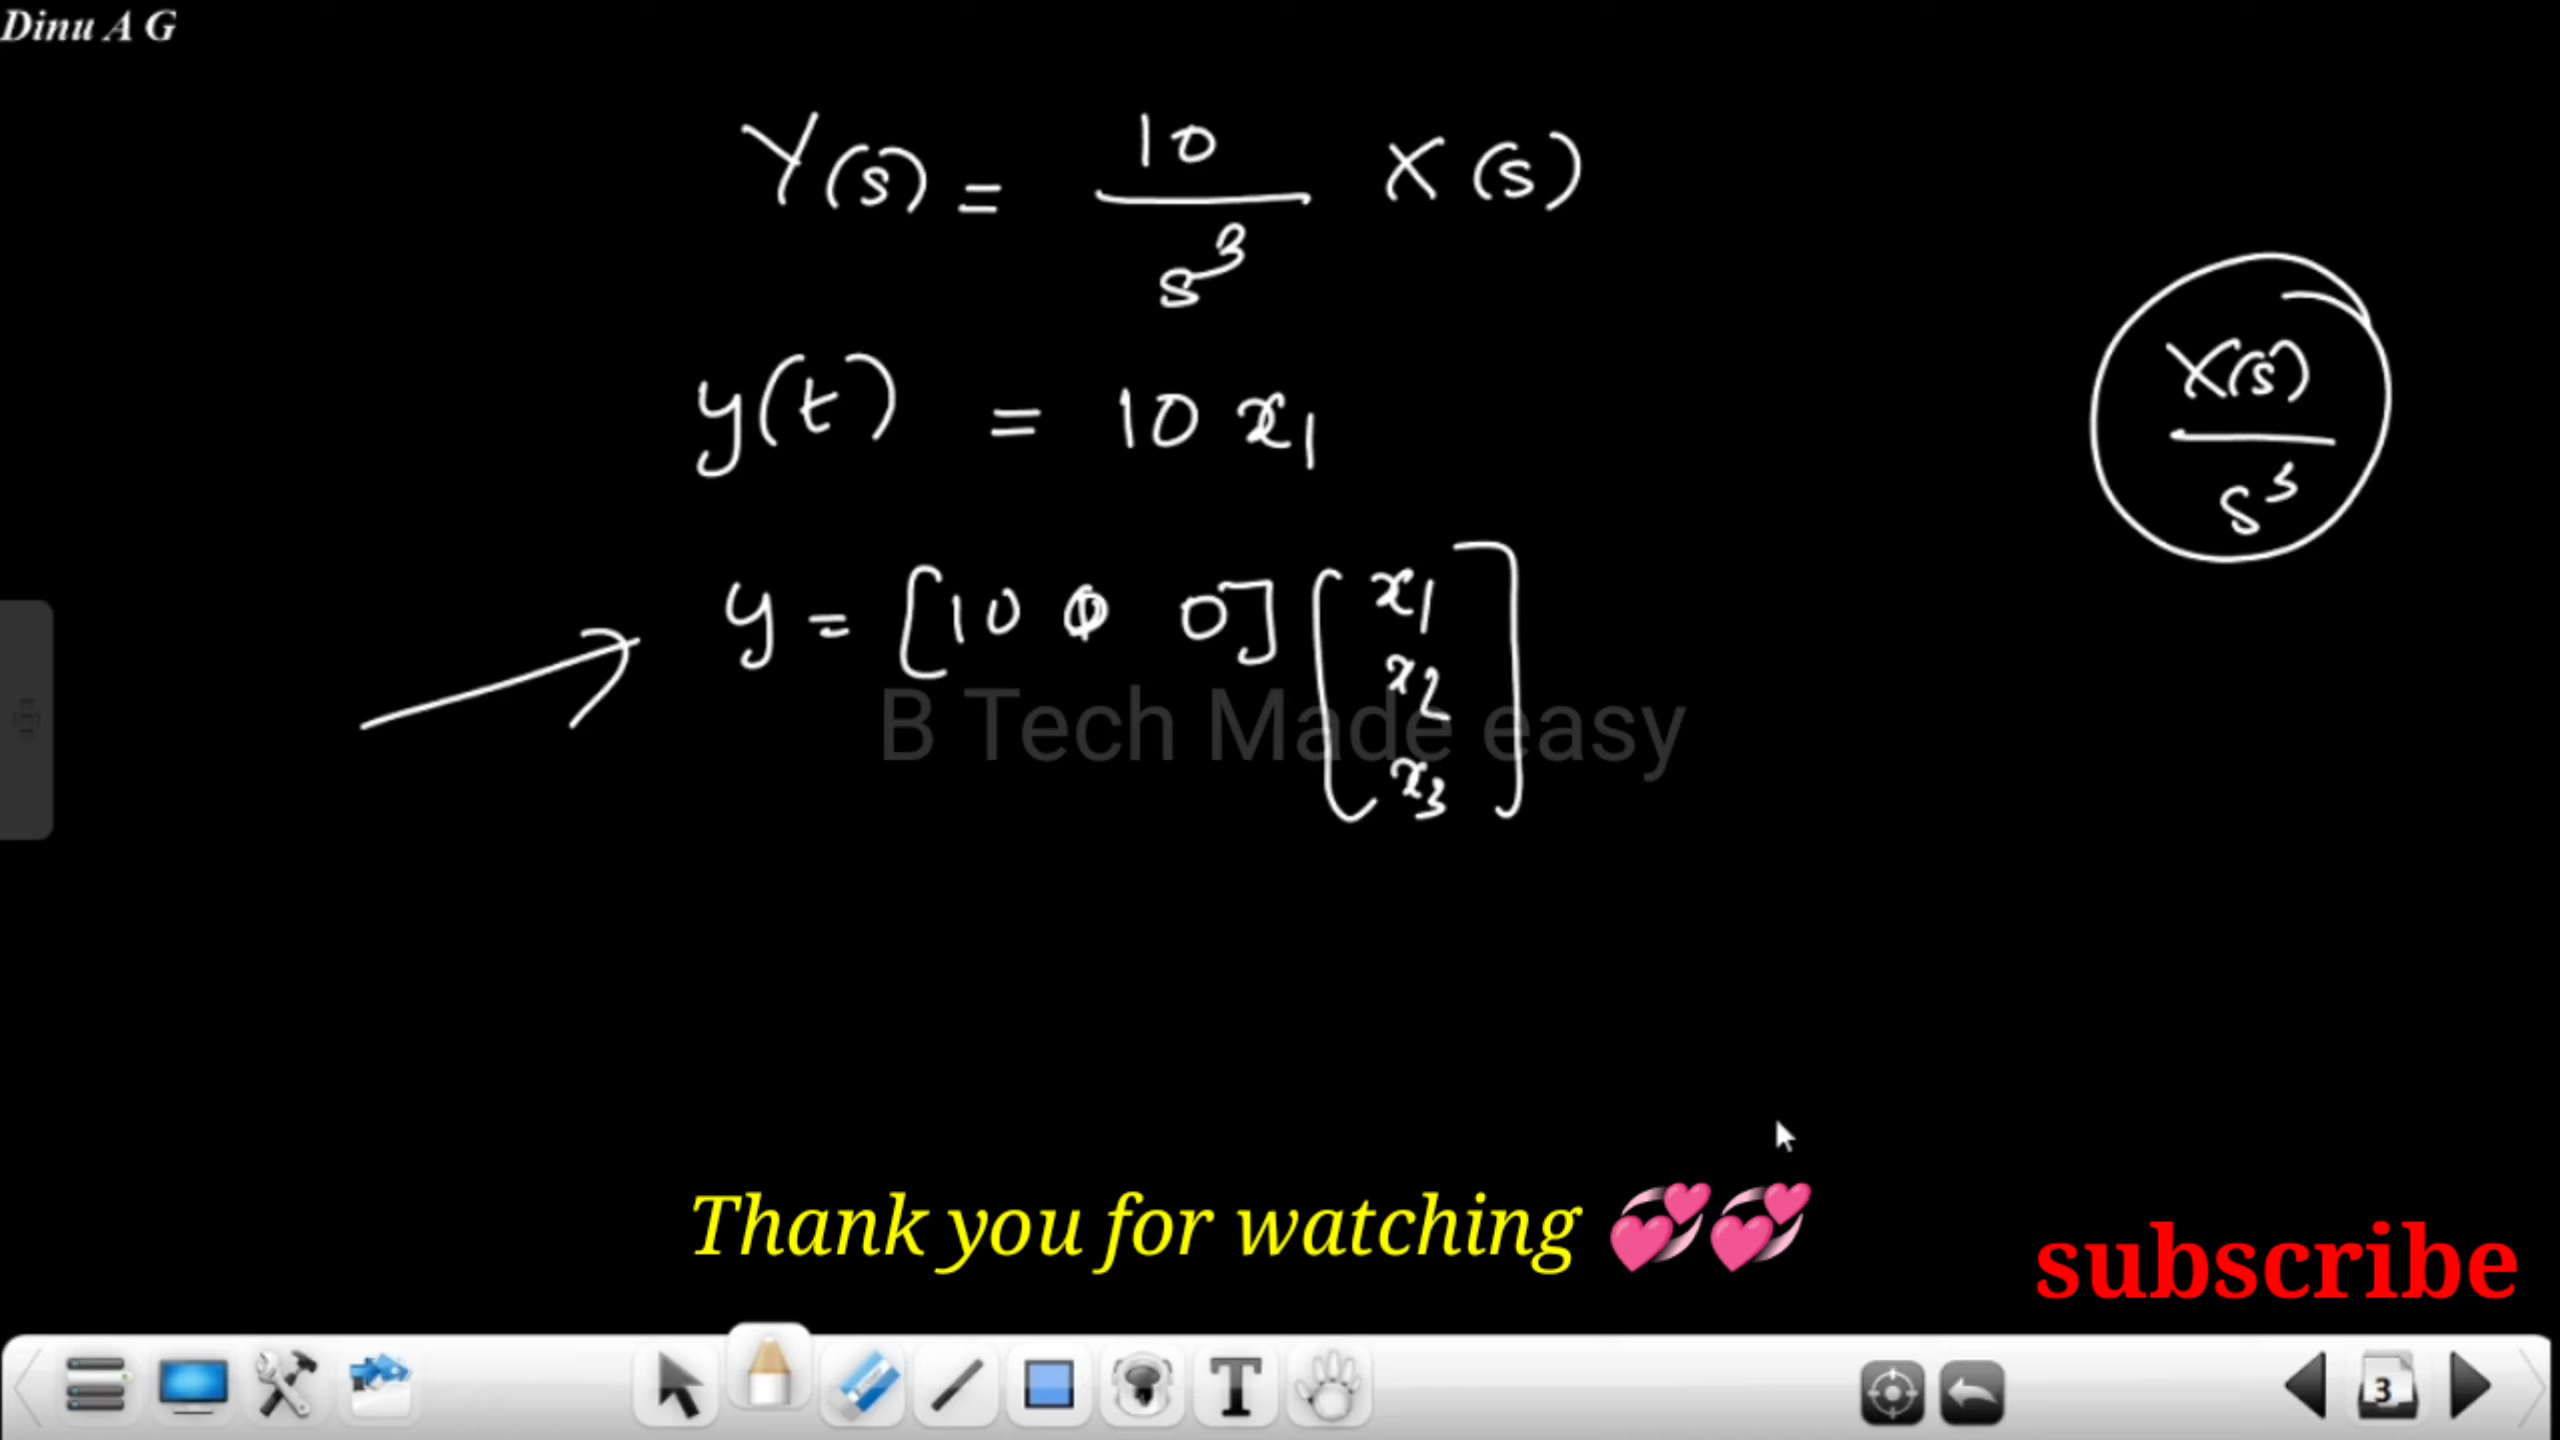 Dinu A G
Y(s) = 10/s³ X(s)
X(s)/s³
y(t) = 10 x₁
y = [10 0 0] [x₁ x₂ x₃]
B Tech Made easy
Thank you for watching 💞💞
subscribe
T
3